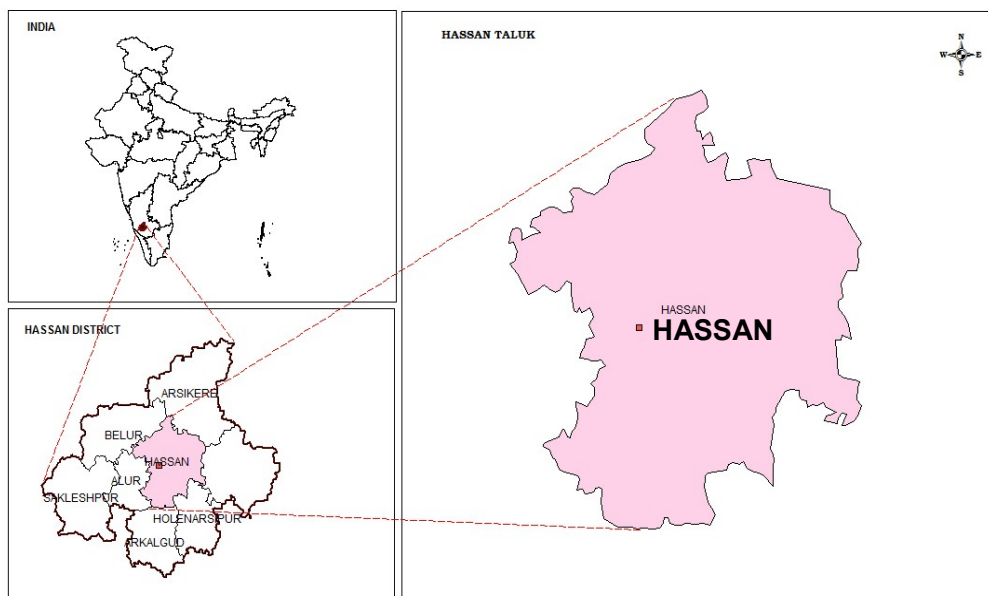 INDIA
HASSAN DISTRICT
ARSIKERE
BELUR
HASSAN
ALUR
SAKLESHPUR
HOLENARSIPUR
ARKALGUD
HASSAN TALUK
N
W E
S
HASSAN
HASSAN